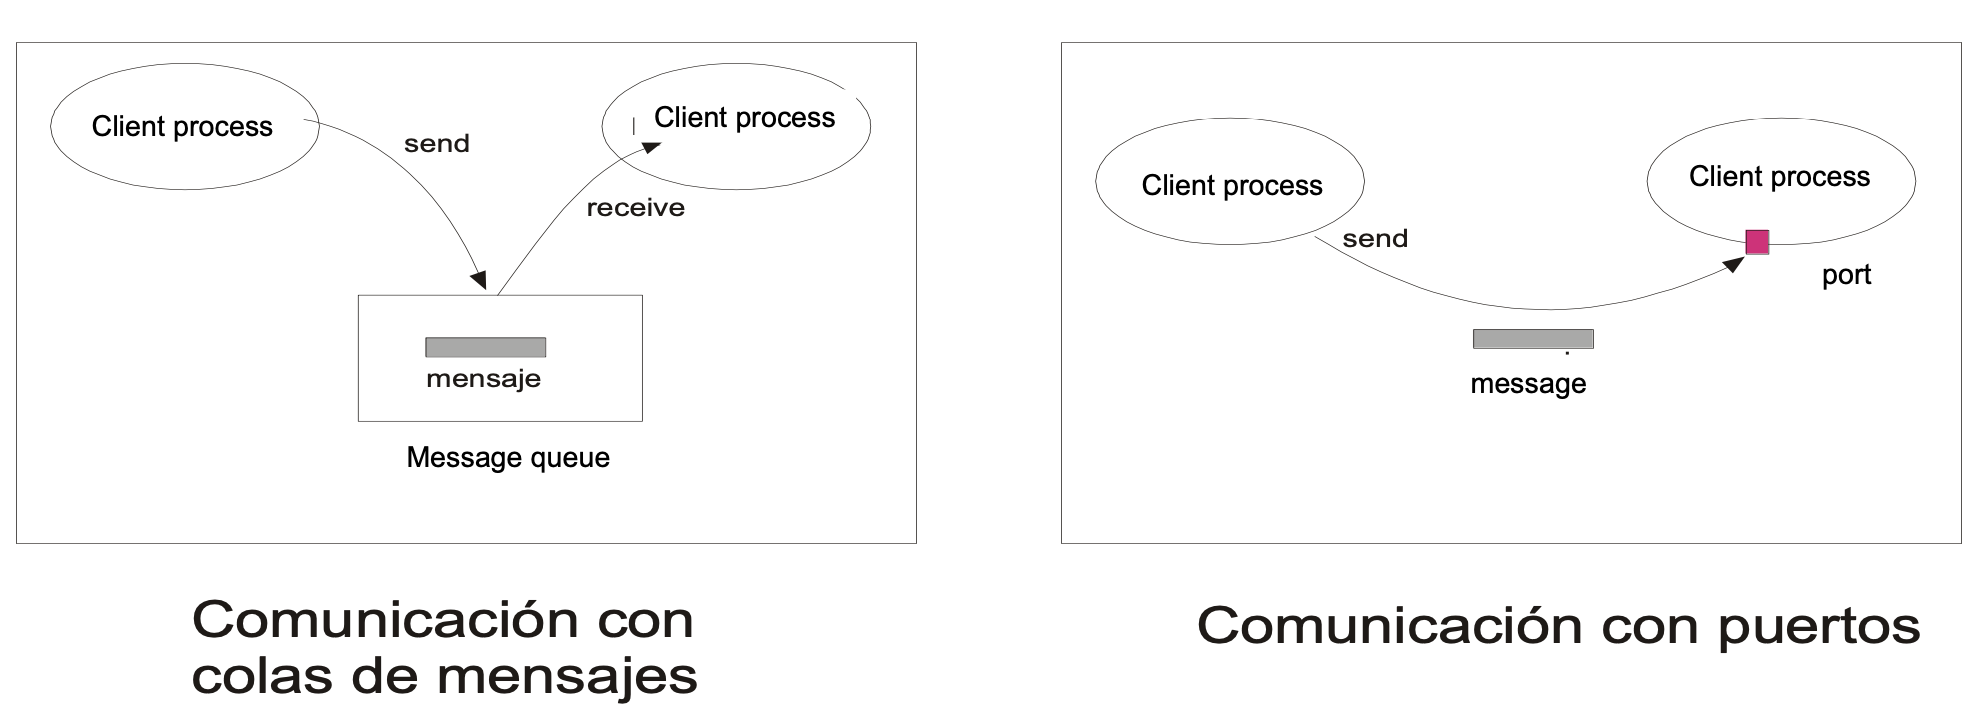 Client process
send
Client process
receive
mensaje
Message queue
Comunicación con
colas de mensajes
Client process
send
Client process
port
message
Comunicación con puertos